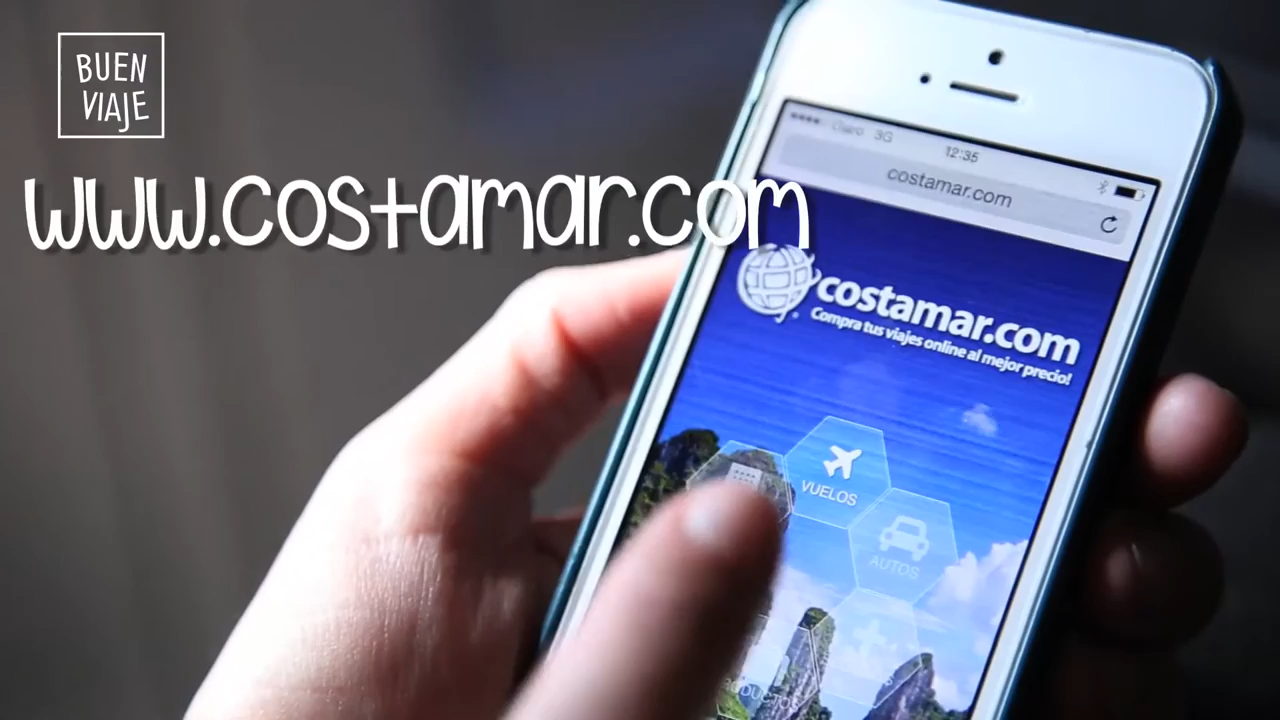 BUEN
VIAJE
www.costamar.com
Claro 3G
12:35
costamar.com
costamar.com
Compra tus viajes online al mejor precio!
VUELOS
AUTOS